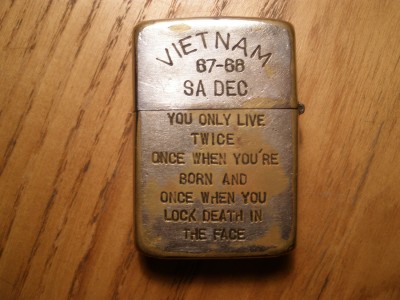 VIETNAM
67-68
SA DEC
YOU ONLY LIVE
TWICE
ONCE WHEN YOU'RE
BORN AND
ONCE WHEN YOU
LOCK DEATH IN
THE FACE